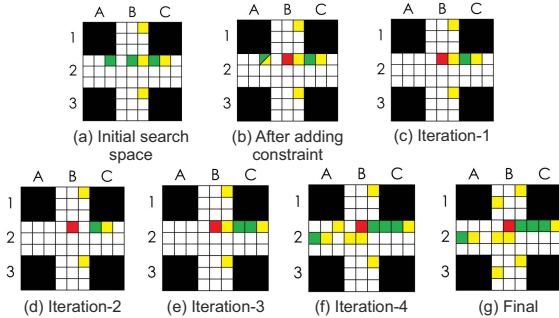 A B C
A B C
A B C
1
2
3
1
2
3
1
2
3
(a) Initial search
space
(b) After adding
constraint
(c) Iteration-1
A B C
A B C
A B C
A B C
1
2
3
1
2
3
1
2
3
1
2
3
(d) Iteration-2
(e) Iteration-3
(f) Iteration-4
(g) Final